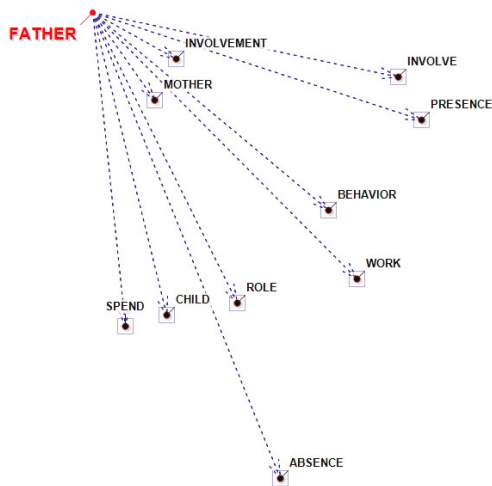 FATHER
INVOLVEMENT
INVOLVE
MOTHER
PRESENCE
BEHAVIOR
WORK
ROLE
CHILD
SPEND
ABSENCE